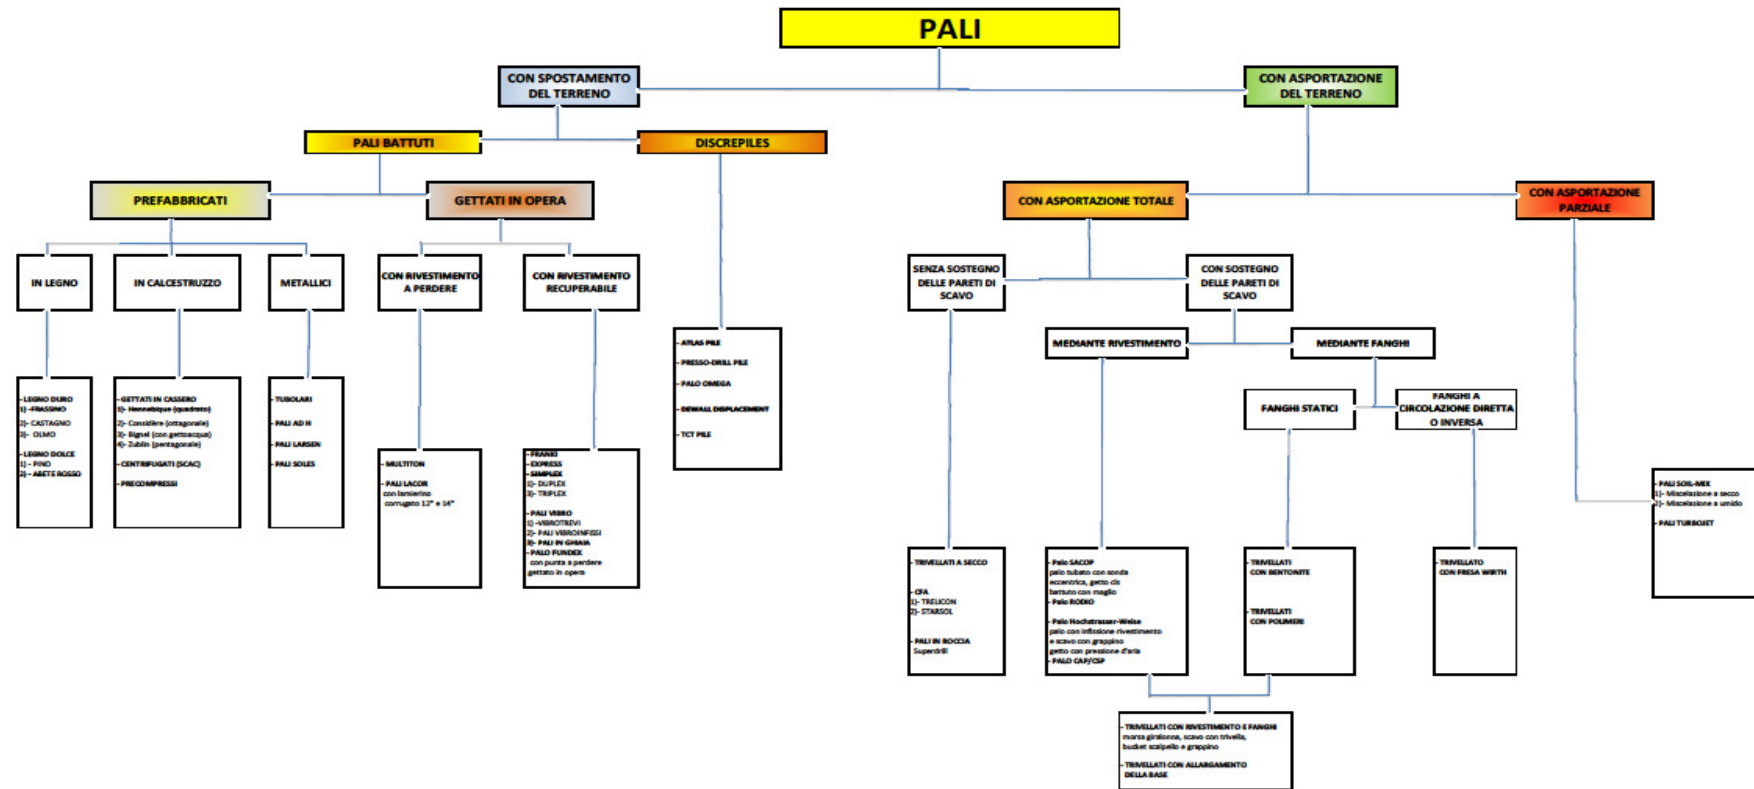 PALI
CON SPOSTAMENTO
DEL TERRENO
CON ASPORTAZIONE
DEL TERRENO
PALI BATTUTI
DISCREPILES
PREFABBRICATI
GETTATI IN OPERA
CON ASPORTAZIONE TOTALE
CON ASPORTAZIONE
PARZIALE
IN LEGNO
IN CALCESTRUZZO
METALLICI
CON RIVESTIMENTO
A PERDERE
CON RIVESTIMENTO
RECUPERABILE
SENZA SOSTEGNO
DELLE PARETI DI
SCAVO
CON SOSTEGNO
DELLE PARETI DI
SCAVO
MEDIANTE RIVESTIMENTO
MEDIANTE FANGHI
FANGHI STATICI
FANGHI A
CIRCOLAZIONE DIRETTA
O INVERSA
- LEGNO DURO
1) -FRASSINO
2)- CASTAGNO
3)- OLMO
- LEGNO DOLCE
1) - PINO
2)- ABETE ROSSO
- GETTATI IN CASSERO
1)- Hennebique (quadrato)
2)- Considère (ottagonale)
3)- Bignel (con gettoacqua)
4)- Zublin (pentagonale)
- CENTRIFUGATI (SCAC)
- PRECOMPRESSI
- TUBOLARI
- PALI AD H
- PALI LARSEN
- PALI SOLES
- MULTITON
- PALI LACOR
con lamierino
corrugato 12" e 14"
- FRANKI
- EXPRESS
- SIMPLEX
1)- DUPLEX
3)- TRIPLEX
- PALI VIBRO
1) -VIBROTREVI
2)- PALI VIBROINFISSI
3)- PALI IN GHIAIA
- PALO FUNDEX
con punta a perdere
gettato in opera
- ATLAS PILE
- PRESSO-DRILL PILE
- PALO OMEGA
- DEWALL DISPLACEMENT
- TCT PILE
- TRIVELLATI A SECCO
- CFA
1)- TRELICON
2)- STARSOL
- PALI IN ROCCIA
Superdrill
- Palo SACOP
palo tubato con sonda
eccentrica, getto cls
battuto con maglio
- Palo RODIO
- Palo Hochstrasser-Weise
palo con infissione rivestimento
e scavo con grappino
getto con pressione d'aria
- PALO CAP/CSP
- TRIVELLATI
CON BENTONITE
- TRIVELLATI
CON POLIMERI
- TRIVELLATO
CON FRESA WIRTH
- PALI SOIL-MIX
1)- Miscelazione a secco
2)- Miscelazione a umido
- PALI TURBOJET
- TRIVELLATI CON RIVESTIMENTO E FANGHI
morsa giralonna, scavo con trivella,
bucket scalpello e grappino
- TRIVELLATI CON ALLARGAMENTO
DELLA BASE